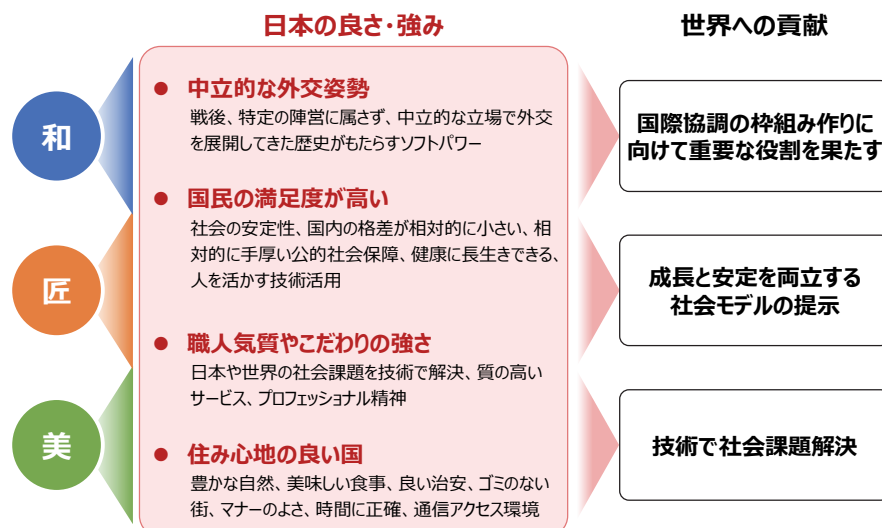 日本の良さ・強み
世界への貢献
和
匠
美
● 中立的な外交姿勢
戦後、特定の陣営に属さず、中立的な立場で外交
を展開してきた歴史がもたらすソフトパワー
● 国民の満足度が高い
社会の安定性、国内の格差が相対的に小さい、相
対的に手厚い公的社会保障、健康に長生きできる、
人を活かす技術活用
● 職人気質やこだわりの強さ
日本や世界の社会課題を技術で解決、質の高い
サービス、プロフェッショナル精神
● 住み心地の良い国
豊かな自然、美味しい食事、良い治安、ゴミのない
街、マナーのよさ、時間に正確、通信アクセス環境
国際協調の枠組み作りに
向けて重要な役割を果たす
成長と安定を両立する
社会モデルの提示
技術で社会課題解決